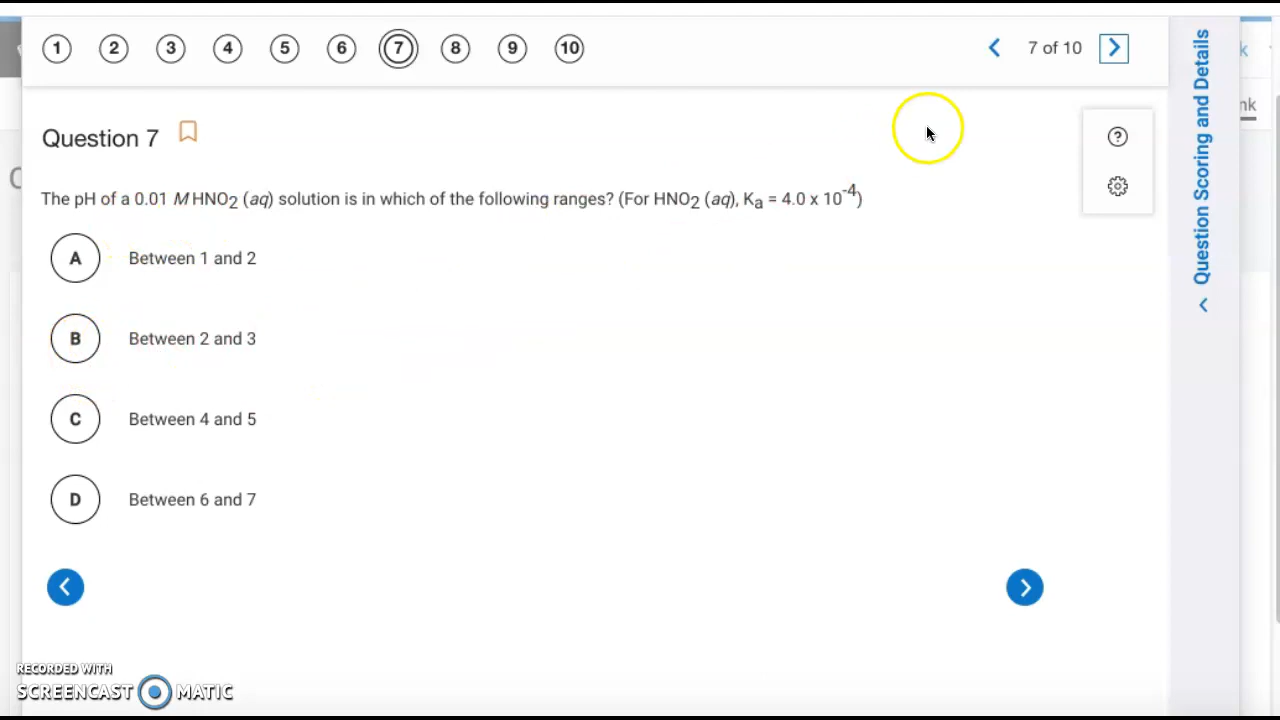 1 2 3 4 5 6 7 8 9 10
7 of 10
Question Scoring and Details
k
nk
Question 7
The pH of a 0.01 M HNO2 (aq) solution is in which of the following ranges? (For HNO2 (aq), Ka = 4.0 x 10-4)
A Between 1 and 2
B Between 2 and 3
C Between 4 and 5
D Between 6 and 7
RECORDED WITH
SCREENCAST MATIC